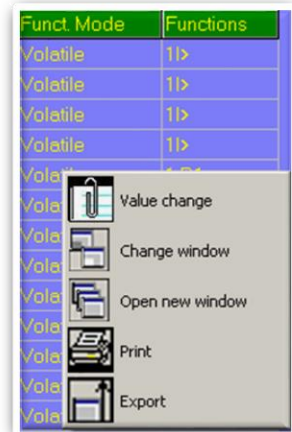 Funct. Mode Functions
Volatile 1I>
Volatile 1I>
Volatile 1I>
Volatile 1I>
Value change
Change window
Open new window
Print
Export